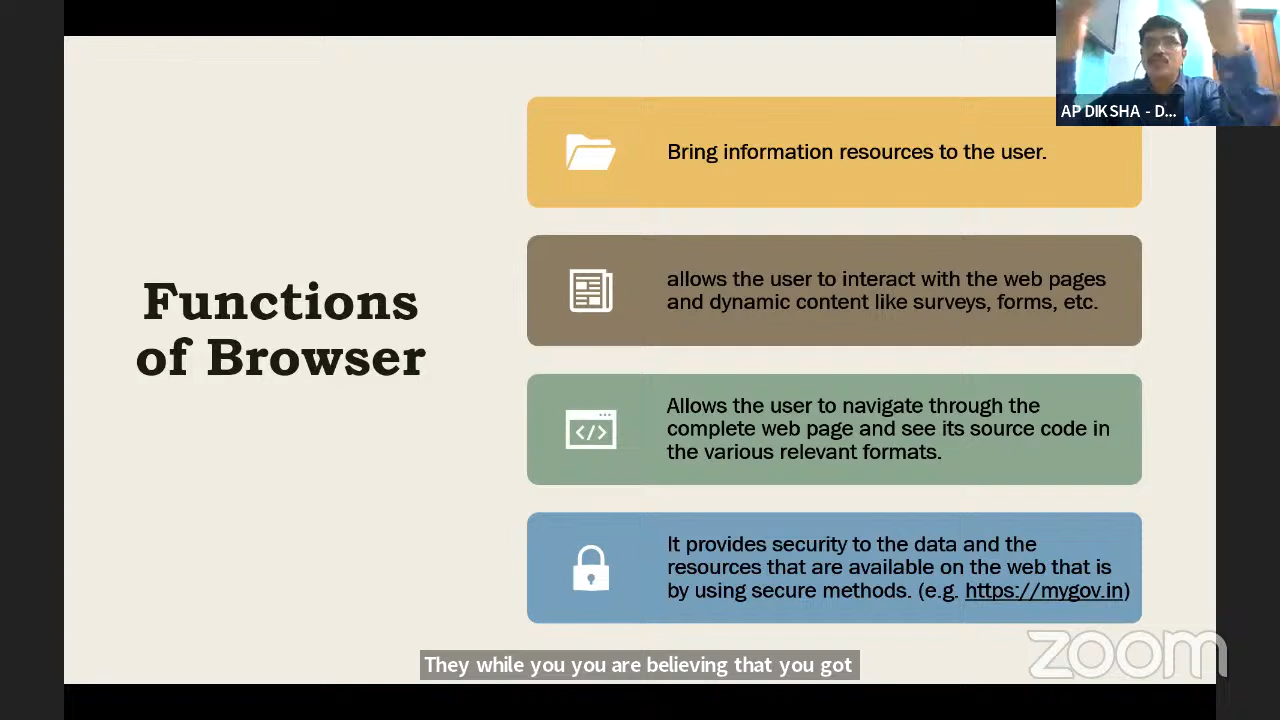 AP DIKSHA - D...
Bring information resources to the user.
allows the user to interact with the web pages
and dynamic content like surveys, forms, etc.
Functions
of Browser
Allows the user to navigate through the
complete web page and see its source code in
the various relevant formats.
</>
It provides security to the data and the
resources that are available on the web that is
by using secure methods. (e.g. https://mygov.in)
They while you you are believing that you got
zoom